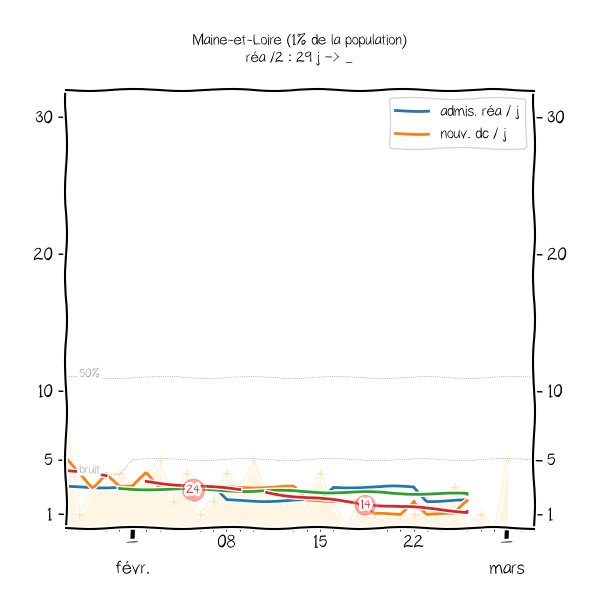 Maine-et-Loire (1% de la population)
réa /2 : 29 j -> _
admis. réa / j
nouv. dc / j
30
30
20
20
50%
10
10
5
5
bruit
24
14
1
1
08
15
22
févr.
mars